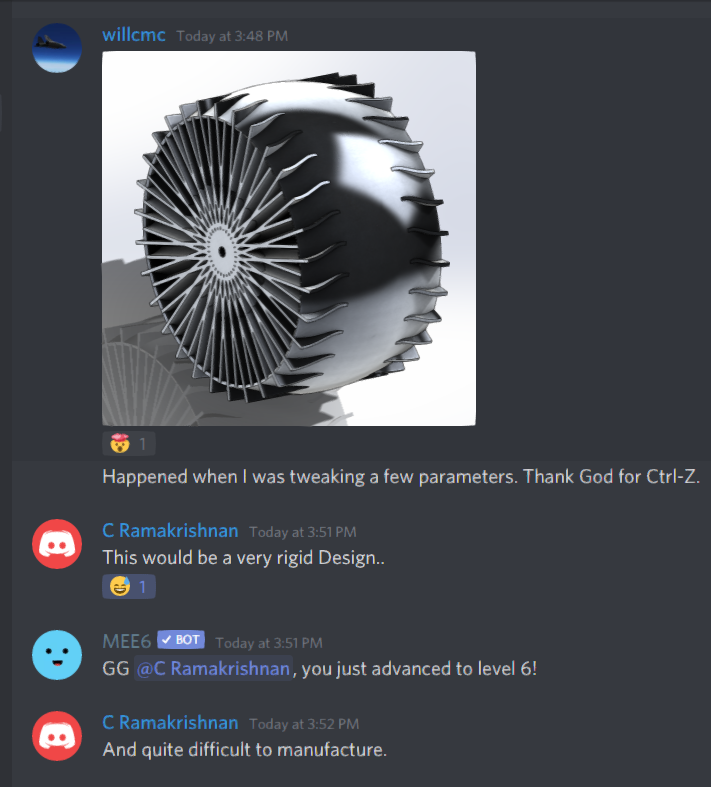 willcmc Today at 3:48 PM
1
Happened when I was tweaking a few parameters. Thank God for Ctrl-Z.
C Ramakrishnan Today at 3:51 PM
This would be a very rigid Design..
1
MEE6 ✓ BOT Today at 3:51 PM
GG @C Ramakrishnan, you just advanced to level 6!
C Ramakrishnan Today at 3:52 PM
And quite difficult to manufacture.